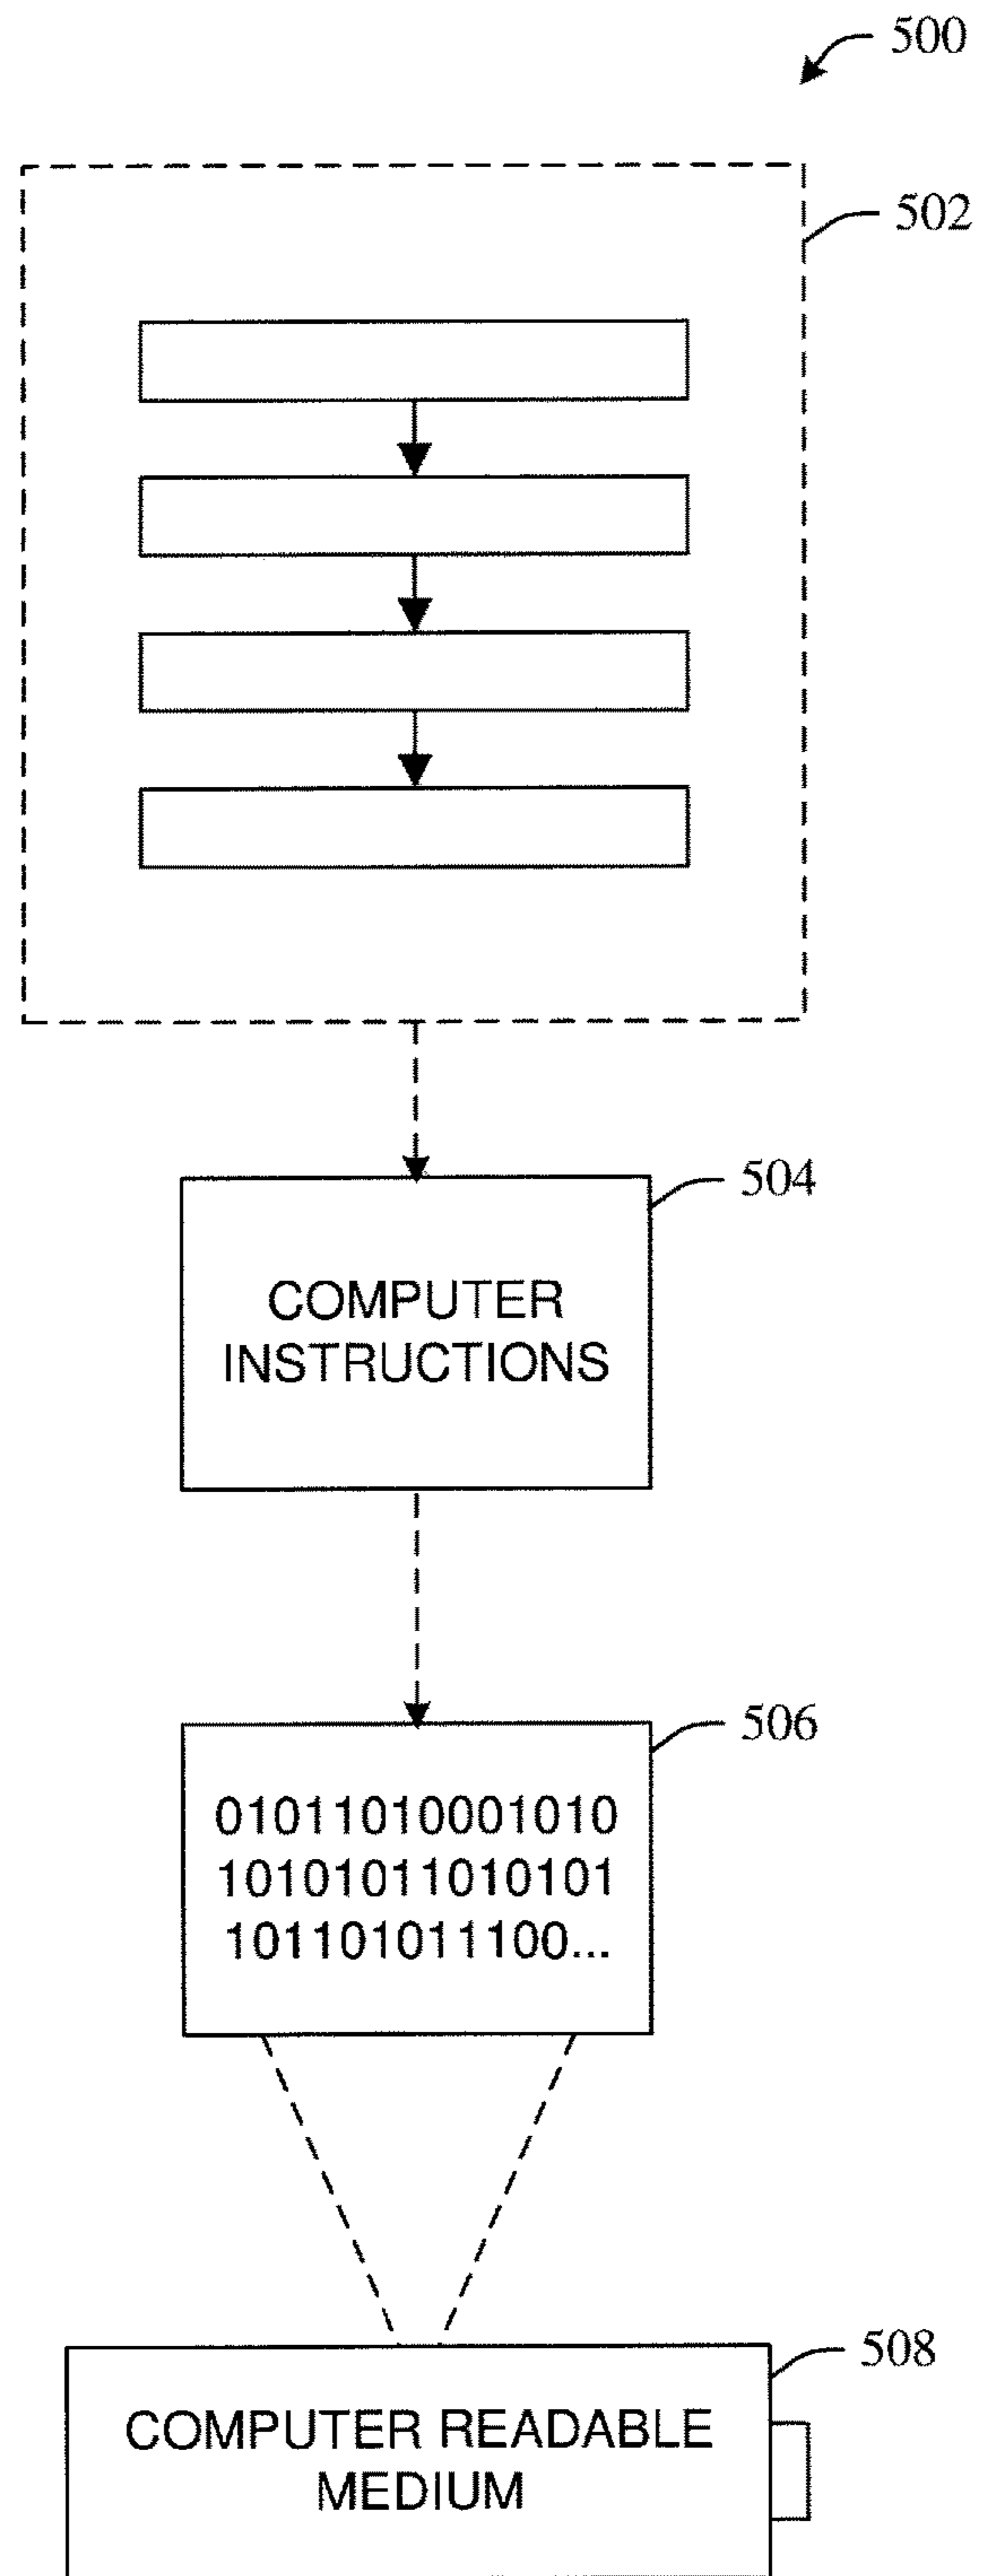 500
502
504
COMPUTER
INSTRUCTIONS
506
01011010001010
10101011010101
101101011100...
508
COMPUTER READABLE
MEDIUM